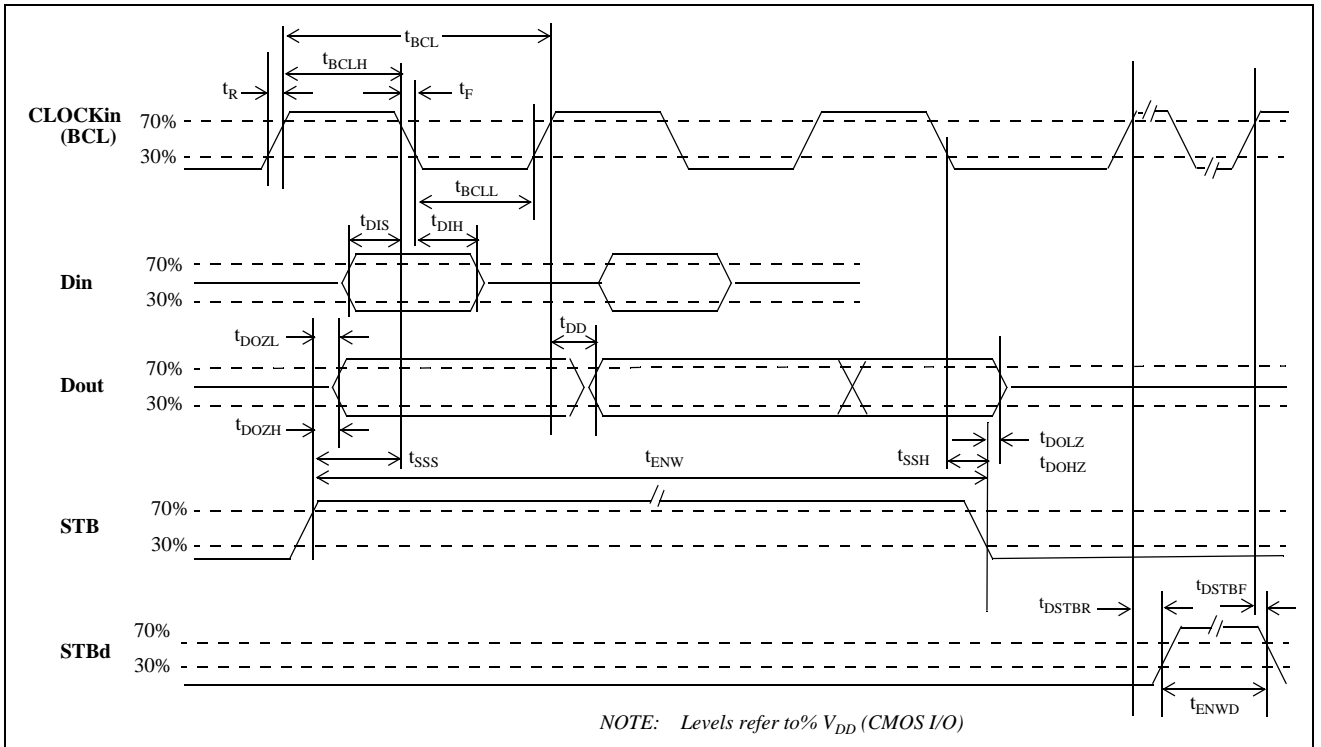 tBCL
tBCLH
tR
tF
CLOCKin
(BCL)
70%
30%
tBCLL
tDIS
tDIH
Din
70%
30%
tDOZL
tDD
Dout
70%
30%
tDOZH
tDOLZ
tSSS
tENW
tSSH
tDOHZ
STB
70%
30%
tDSTBR
tDSTBF
STBd
70%
30%
tENWD
NOTE: Levels refer to% VDD (CMOS I/O)